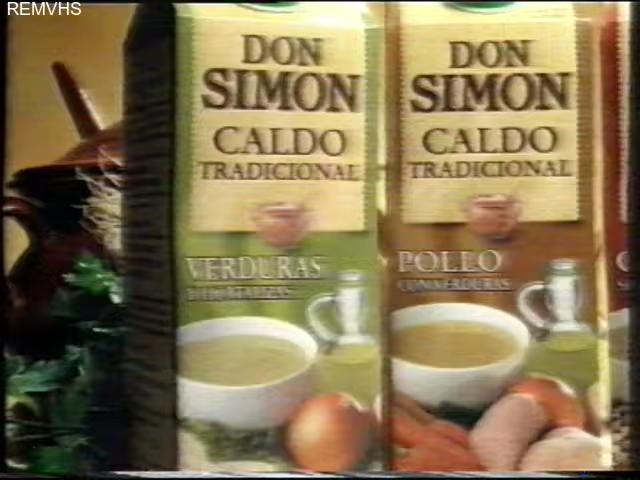 REMVHS
DON
SIMON
CALDO
TRADICIONAL
VERDURAS
DON
SIMON
CALDO
TRADICIONAL
POLLO
CON VERDURAS